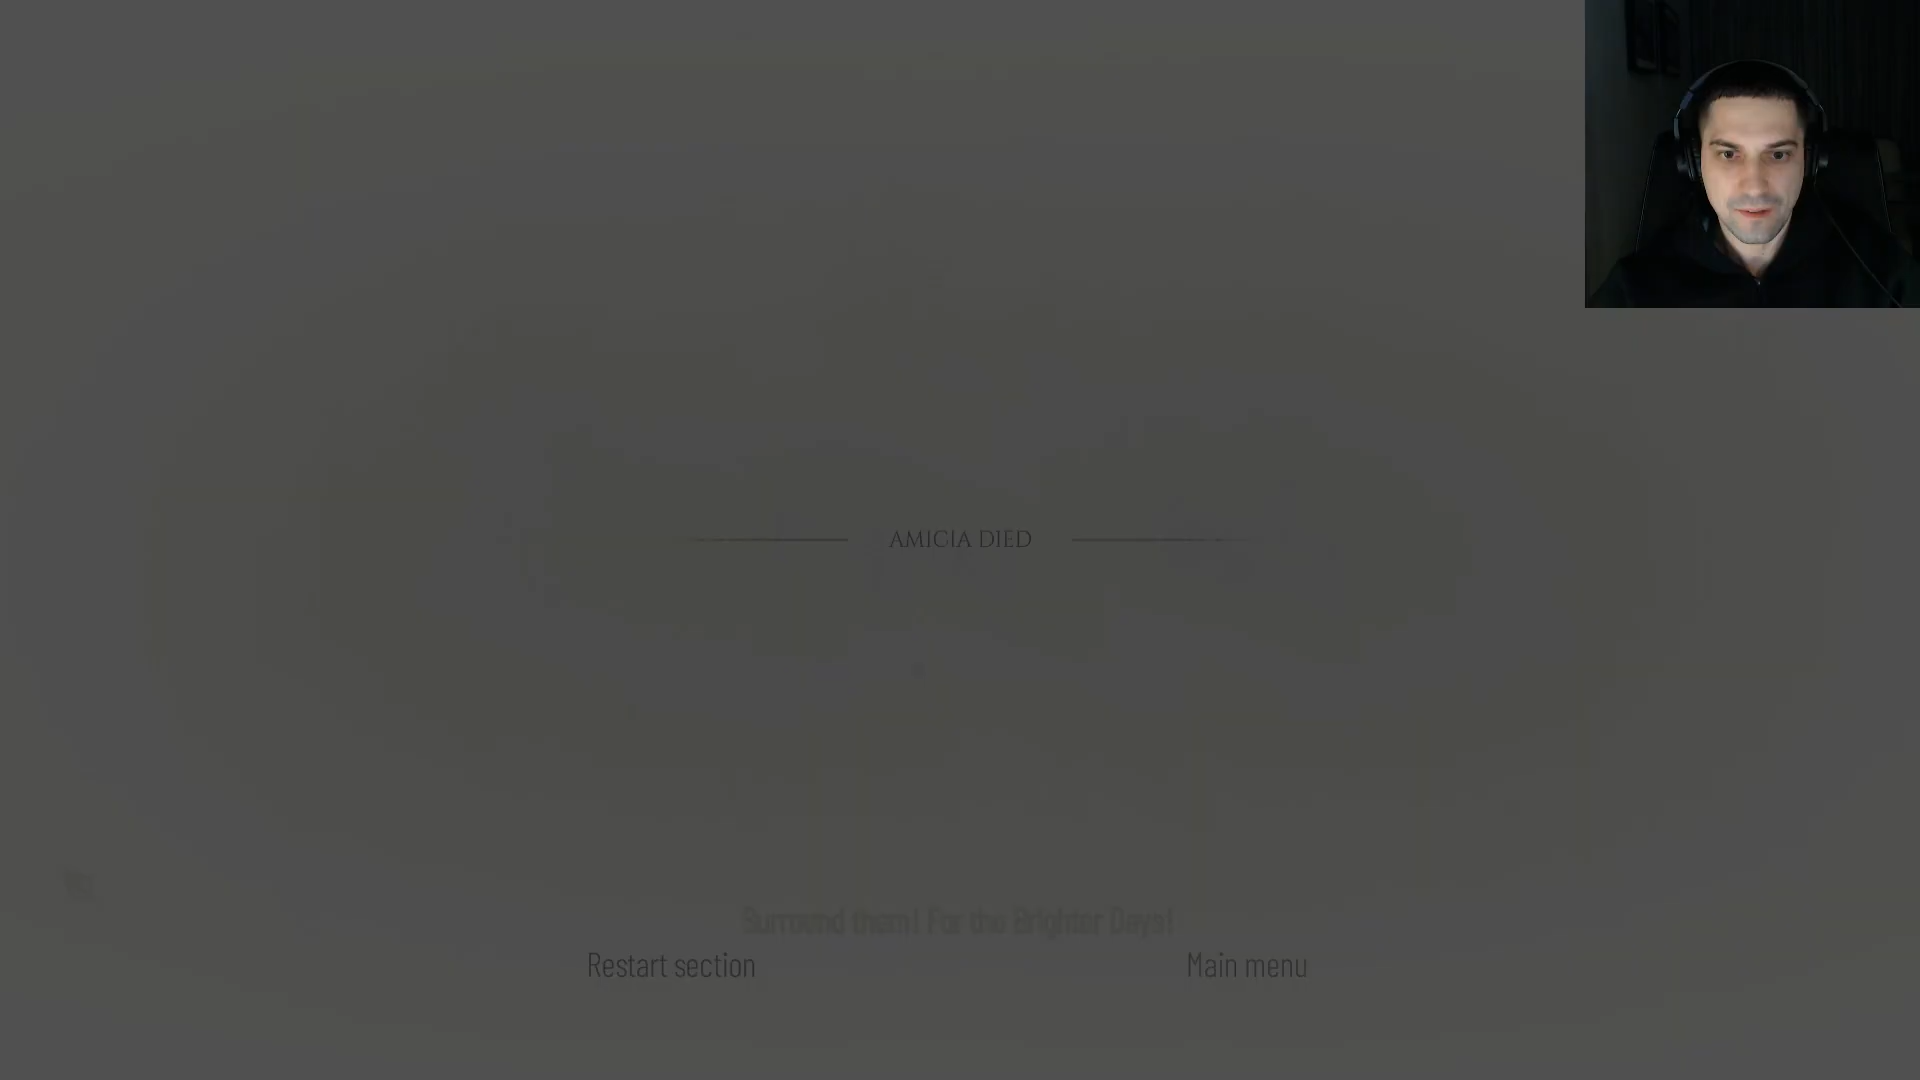 AMICIA DIED
Surround them! For the Brighter Days!
Restart section
Main menu